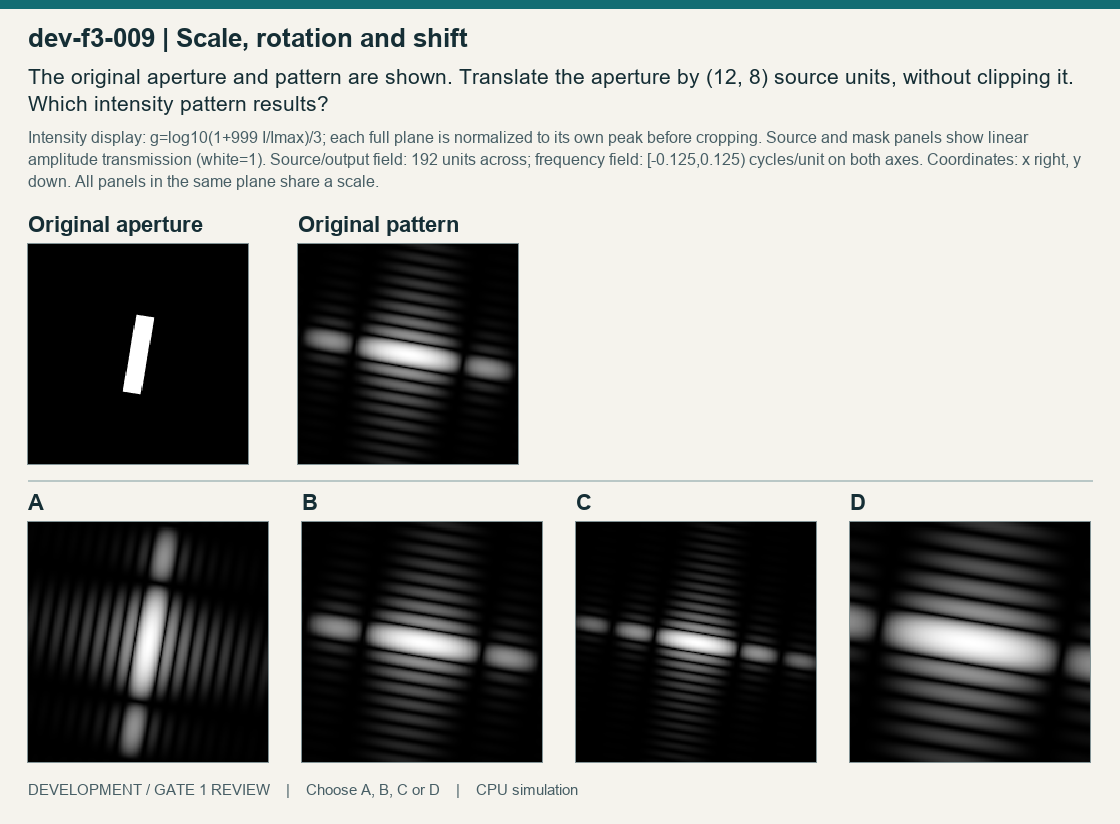 dev-f3-009 | Scale, rotation and shift
The original aperture and pattern are shown. Translate the aperture by (12, 8) source units, without clipping it.
Which intensity pattern results?
Intensity display: g=log10(1+999 I/Imax)/3; each full plane is normalized to its own peak before cropping. Source and mask panels show linear
amplitude transmission (white=1). Source/output field: 192 units across; frequency field: [-0.125,0.125) cycles/unit on both axes. Coordinates: x right, y
down. All panels in the same plane share a scale.
Original aperture
Original pattern
A
B
C
D
DEVELOPMENT / GATE 1 REVIEW | Choose A, B, C or D | CPU simulation